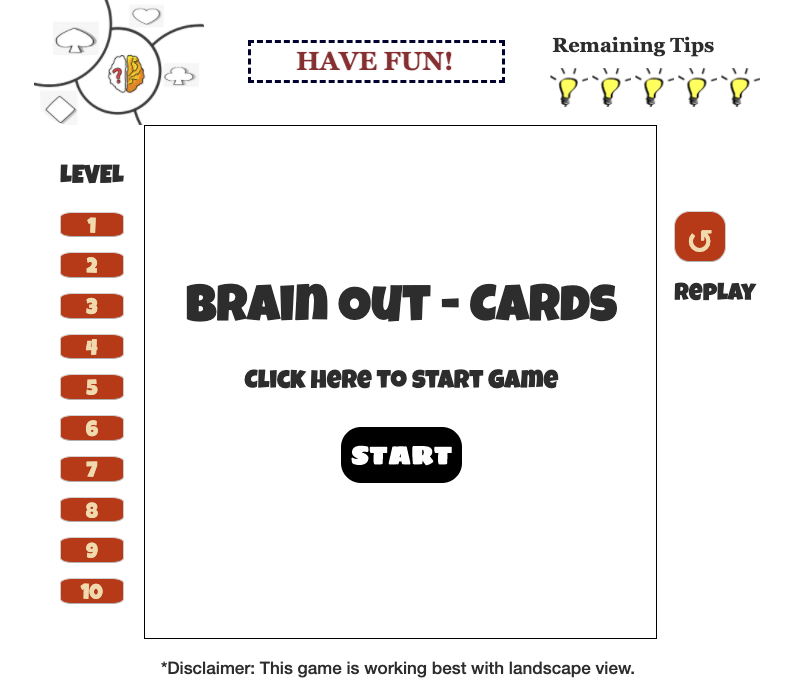 ?
HAVE FUN!
Remaining Tips
LEVEL
1
2
3
4
5
6
7
8
9
10
BRAIN OUT - CARDS
CLICK HERE TO START GAME
START
REPLAY
*Disclaimer: This game is working best with landscape view.